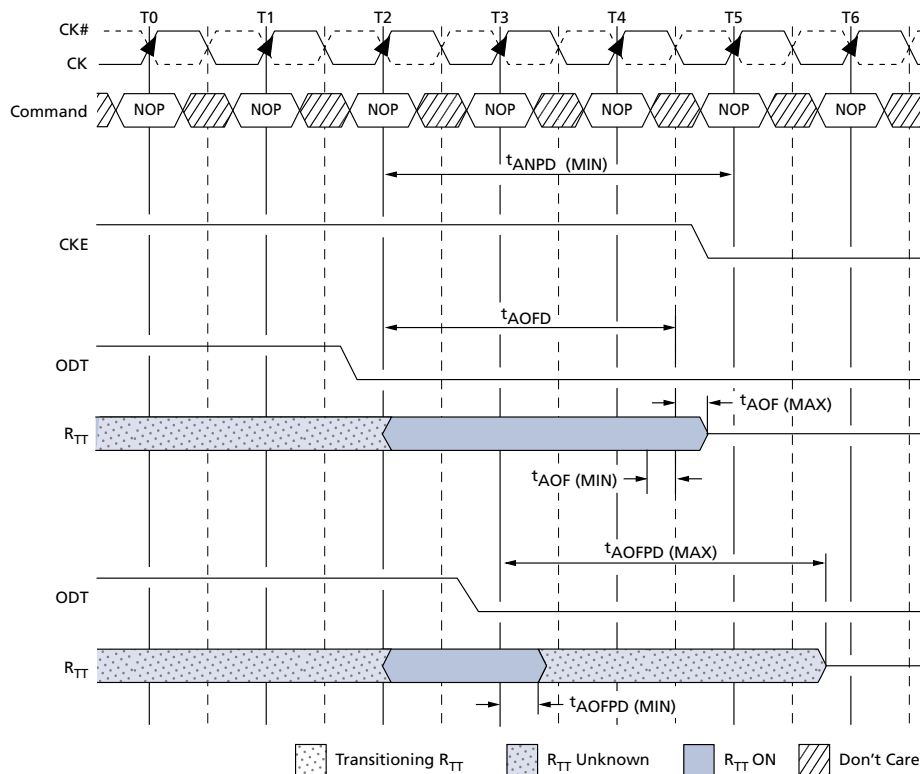 T0 T1 T2 T3 T4 T5 T6
CK#
CK
Command NOP NOP NOP NOP NOP NOP NOP
tANPD (MIN)
CKE
tAOFD
ODT
tAOF (MAX)
RTT
tAOF (MIN)
tAOFPD (MAX)
ODT
RTT
tAOFPD (MIN)
Transitioning RTT RTT Unknown RTT ON Don't Care